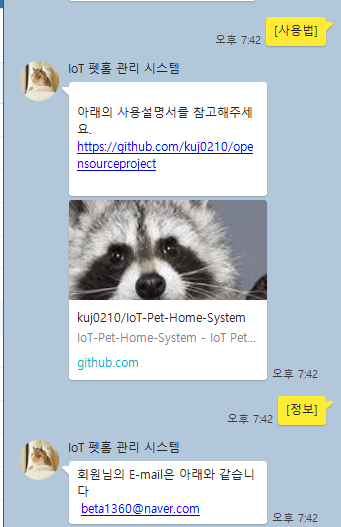 [사용법]
오후 7:42
IoT 펫홈 관리 시스템
아래의 사용설명서를 참고해주세
요.
https://github.com/kuj0210/ope
nsourceproject
kuj0210/IoT-Pet-Home-System
IoT-Pet-Home-System - IoT Pet...
github.com
오후 7:42
[정보]
오후 7:42
IoT 펫홈 관리 시스템
회원님의 E-mail은 아래와 같습니
다
beta1360@naver.com
오후 7:42